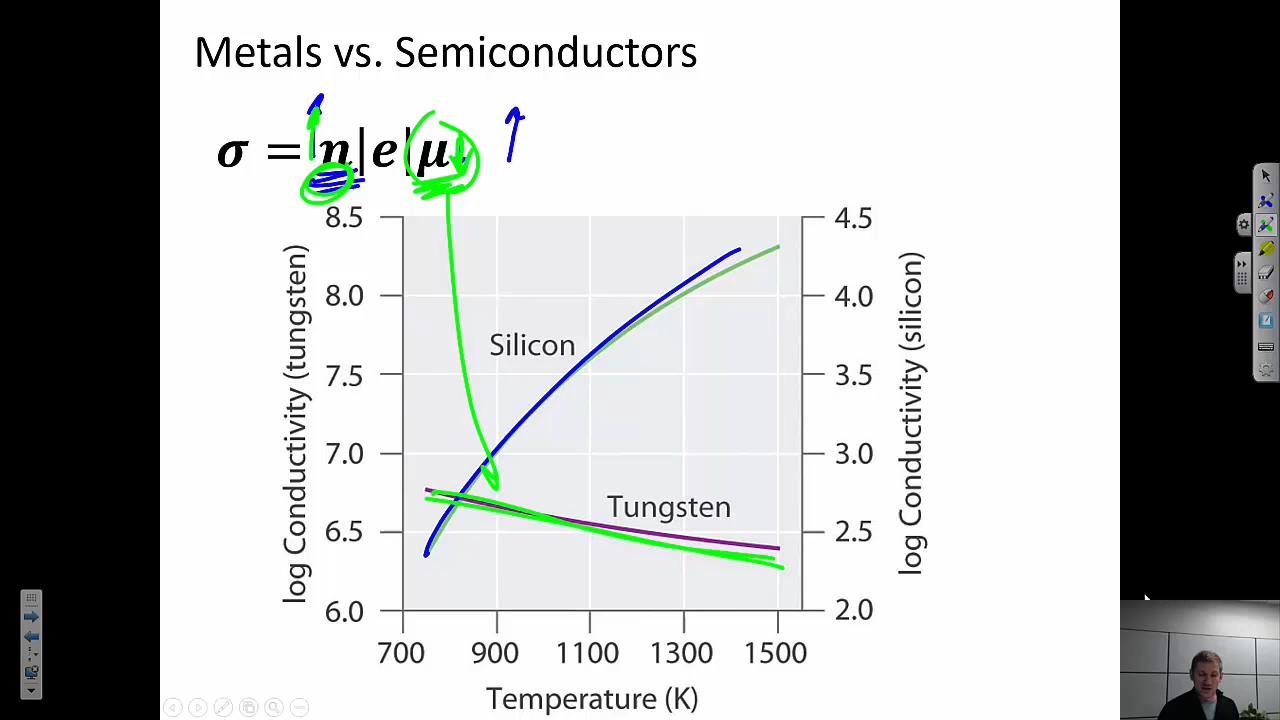 Metals vs. Semiconductors
σ = n|e|μ
8.5
8.0
7.5
7.0
6.5
6.0
log Conductivity (tungsten)
Silicon
Tungsten
4.5
4.0
3.5
3.0
2.5
2.0
log Conductivity (silicon)
700 900 1100 1300 1500
Temperature (K)